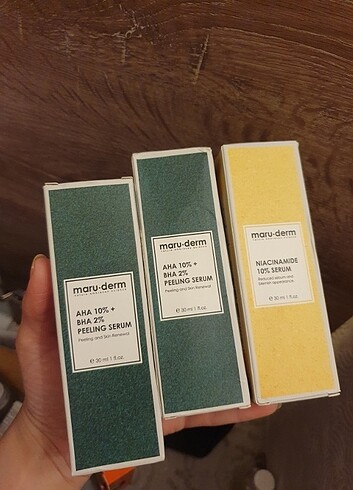 maru·derm
AHA 10% +
BHA 2%
PEELING SERUM
Peeling and Skin Renewal
℮ 30 ml 1 fl.oz.
maru·derm
AHA 10% +
BHA 2%
PEELING SERUM
Peeling and Skin Renewal
℮ 30 ml 1 fl.oz.
maru·derm
NIACINAMIDE
10% SERUM
℮ 30 ml 1 fl.oz.